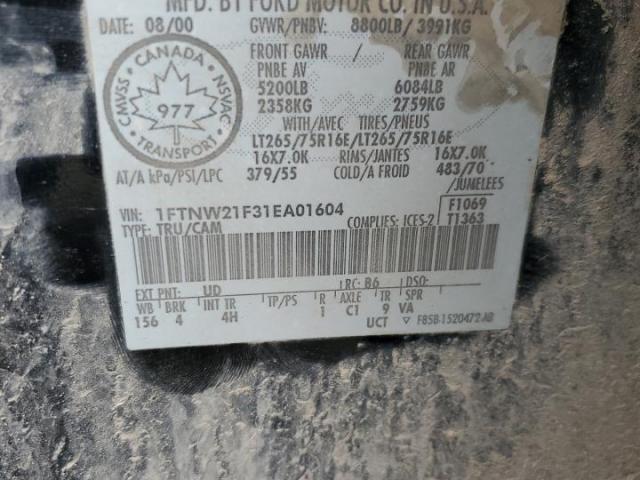 MFD. BY FORD MOTOR CO. IN U.S.A.
DATE: 08/00 GVWR/PNBV: 8800LB/ 3991KG
FRONT GAWR / REAR GAWR
PNBE AV PNBE AR
5200LB 6084LB
2358KG 2759KG
WITH/AVEC TIRES/PNEUS
LT265/75R16E/LT265/75R16E
16X7.0K RIMS/JANTES 16X7.0K
AT/A kPa/PSI/LPC 379/55 COLD/A FROID 483/70
/JUMELEES
CMVSS CANADA NSVAC
977
TRANSPORT
VIN: 1FTNW21F31EA01604 F1069
TYPE: TRU/CAM COMPLIES: ICES-2 T1363
EXT PNT: UD RC: B6 DSO:
WB BRK INT TR TP/PS R AXLE TR SPR
156 4 4H 1 C1 9 VA
UCT ▽ F85B-1520472-AB